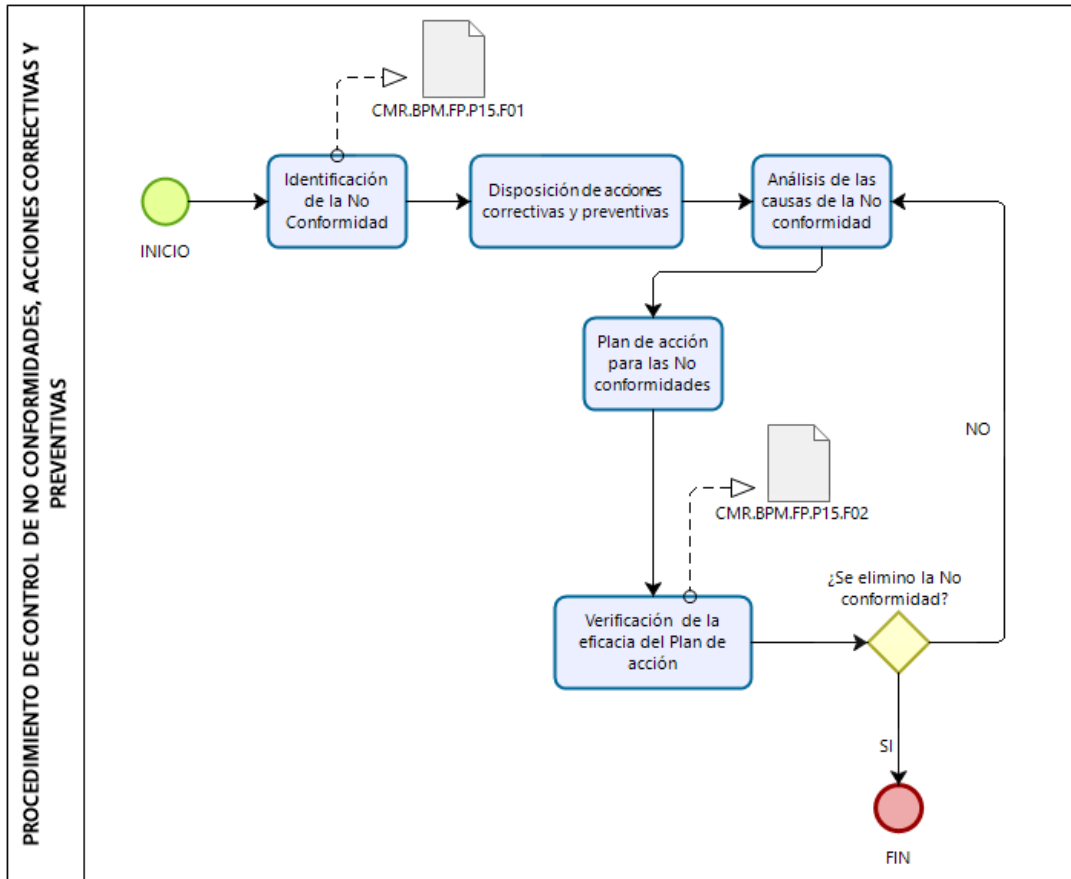 PROCEDIMIENTO DE CONTROL DE NO CONFORMIDADES, ACCIONES CORRECTIVAS Y
PREVENTIVAS
CMR.BPM.FP.P15.F01
INICIO
Identificación
de la No
Conformidad
Disposición de acciones
correctivas y preventivas
Análisis de las
causas de la No
conformidad
Plan de acción
para las No
conformidades
NO
CMR.BPM.FP.P15.F02
Verificación de la
eficacia del Plan de
acción
¿Se elimino la No
conformidad?
SI
FIN